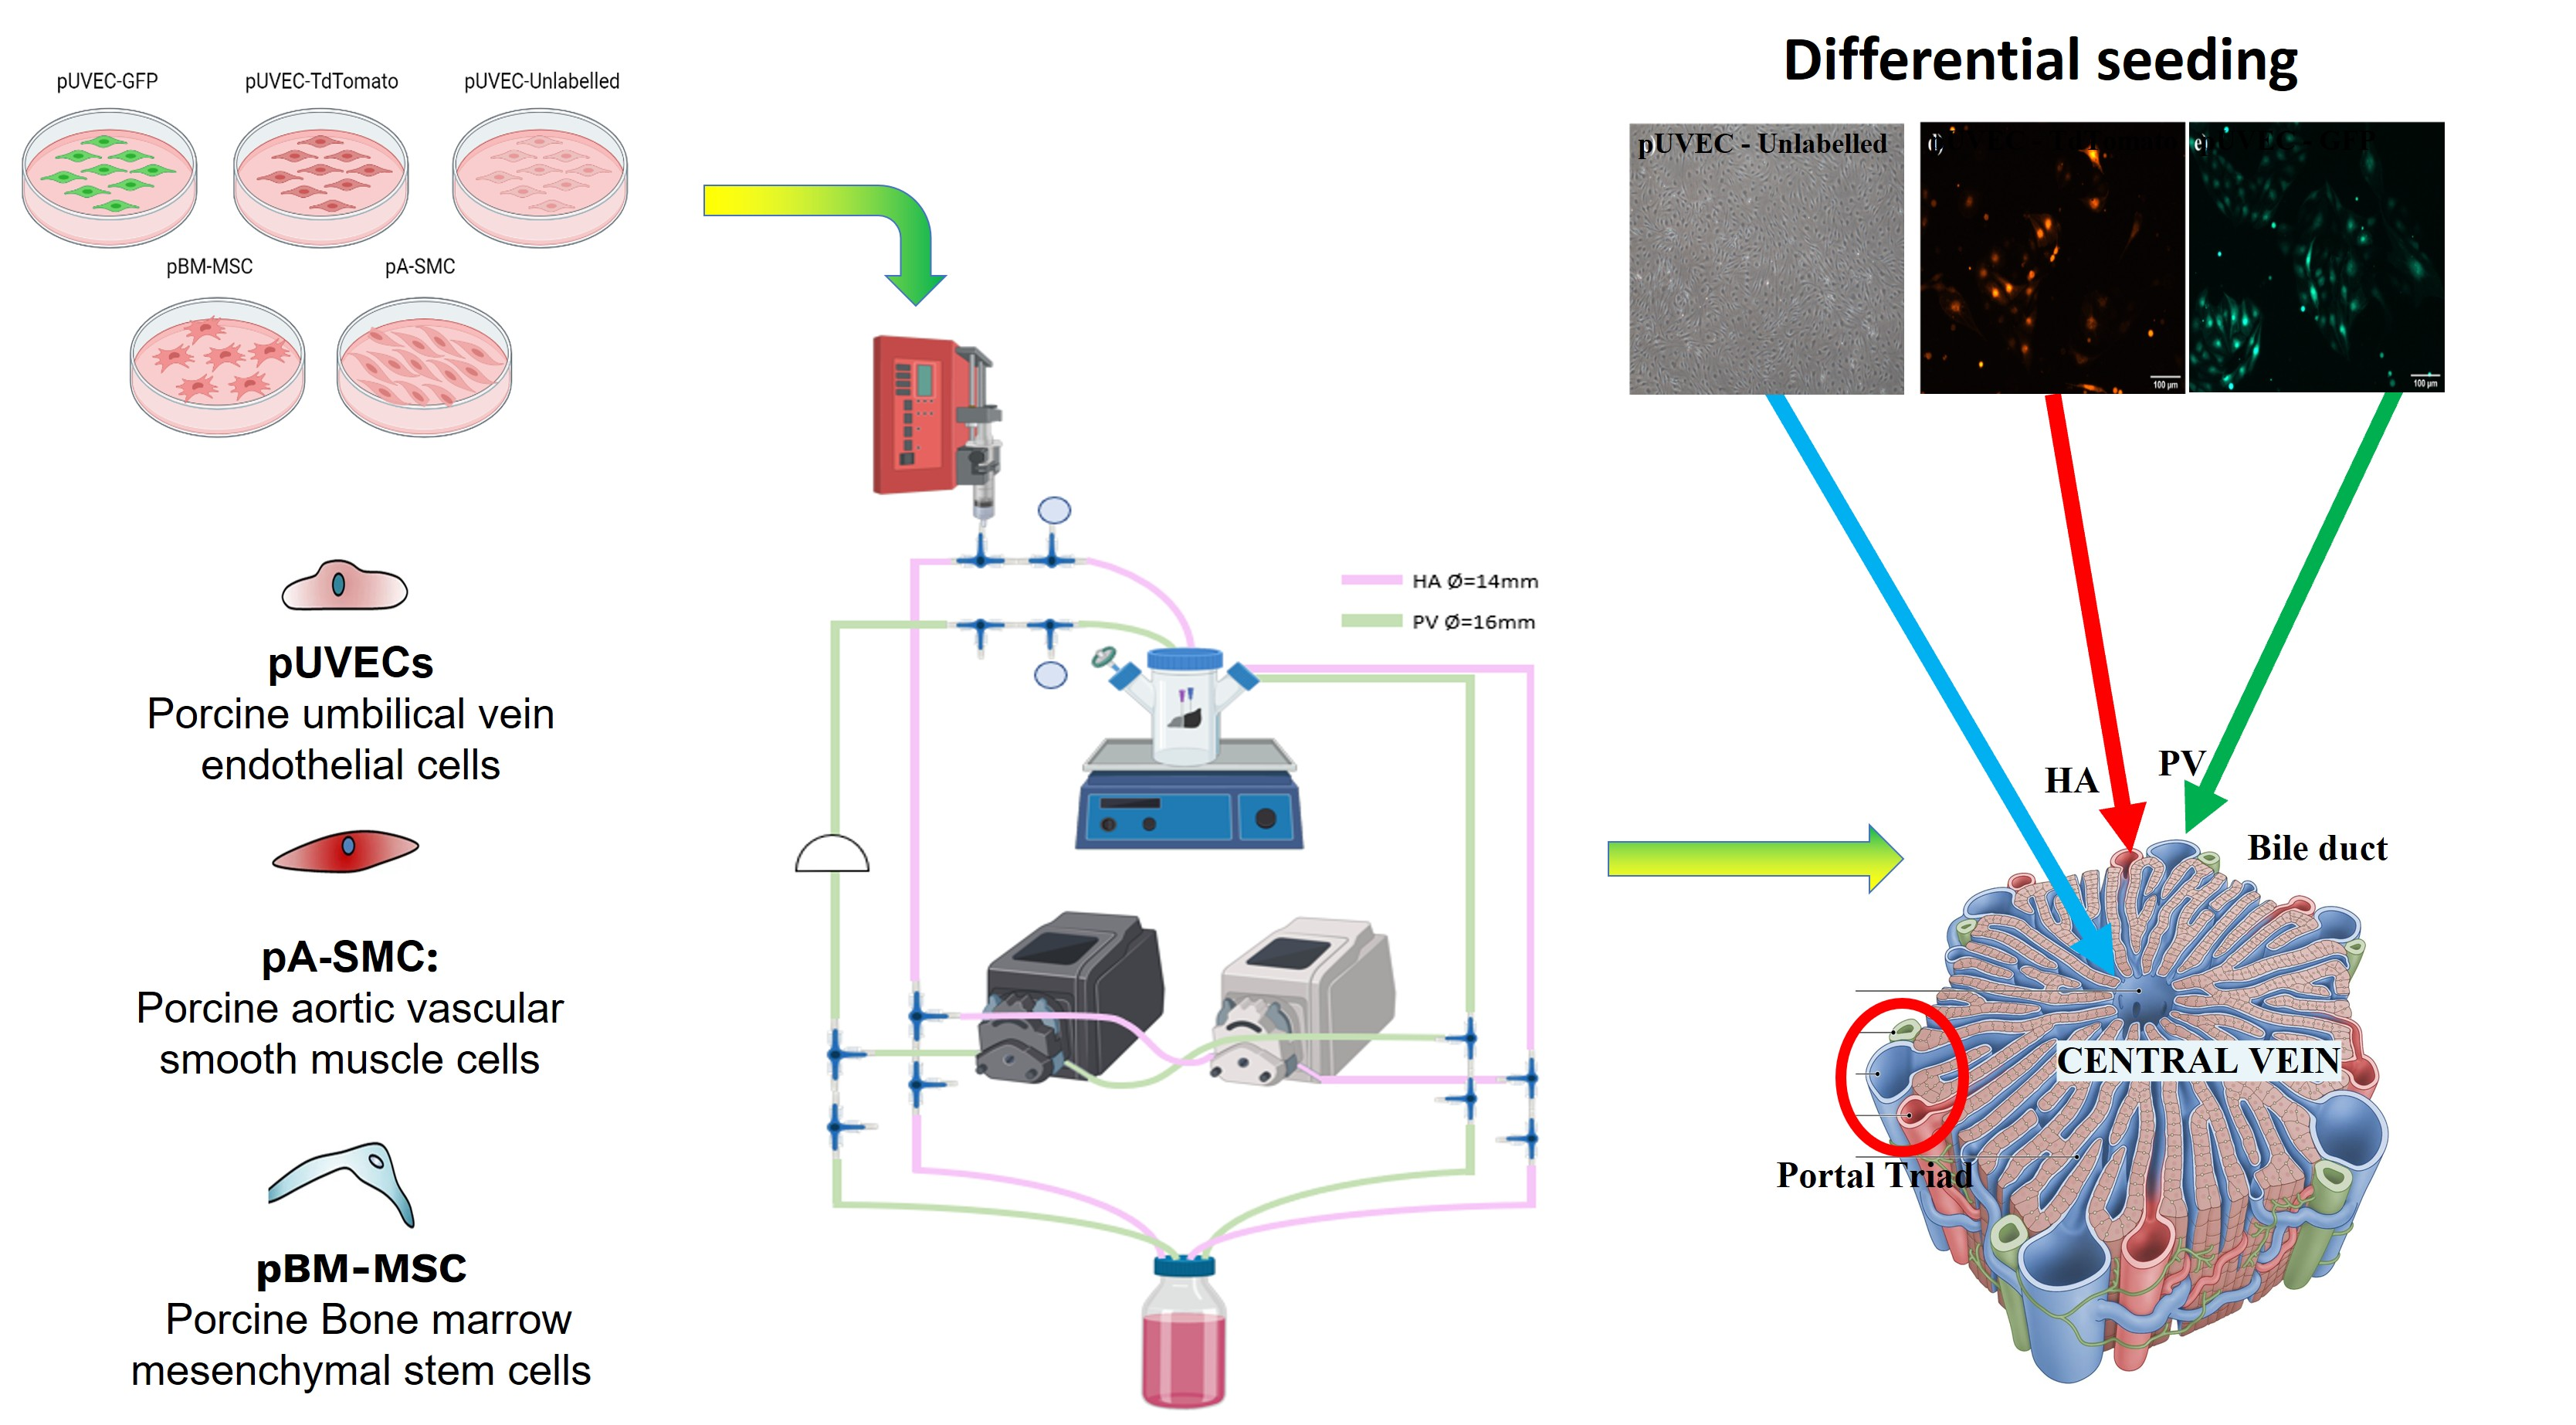 pUVEC-GFP
pUVEC-TdTomato
pUVEC-Unlabelled
pBM-MSC
pA-SMC
pUVECs
Porcine umbilical vein
endothelial cells
pA-SMC:
Porcine aortic vascular
smooth muscle cells
pBM-MSC
Porcine Bone marrow
mesenchymal stem cells
HA Ø=14mm
PV Ø=16mm
Differential seeding
pUVEC - Unlabelled
d)
100 µm
e)
GFP
100 µm
HA
PV
Bile duct
CENTRAL VEIN
Portal Triad